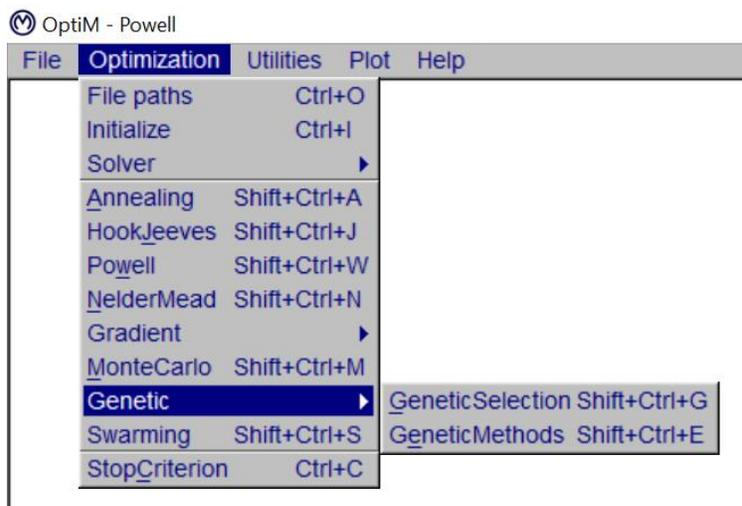 OptiM - Powell
File Optimization Utilities Plot Help
File paths Ctrl+O
Initialize Ctrl+I
Solver
Annealing Shift+Ctrl+A
HookJeeves Shift+Ctrl+J
Powell Shift+Ctrl+W
NelderMead Shift+Ctrl+N
Gradient
MonteCarlo Shift+Ctrl+M
Genetic GeneticSelection Shift+Ctrl+G
Swarming Shift+Ctrl+S GeneticMethods Shift+Ctrl+E
StopCriterion Ctrl+C